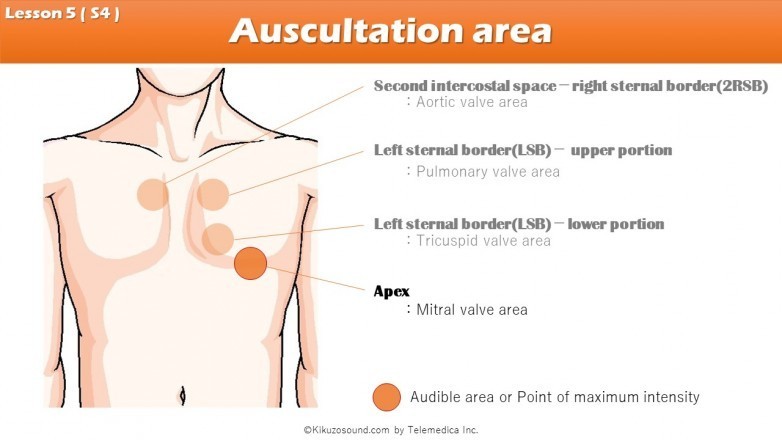 Lesson 5 ( S4 )
Auscultation area
Second intercostal space－right sternal border(2RSB)
：Aortic valve area
Left sternal border(LSB)－ upper portion
：Pulmonary valve area
Left sternal border(LSB)－lower portion
：Tricuspid valve area
Apex
：Mitral valve area
Audible area or Point of maximum intensity
©Kikuzosound.com by Telemedica Inc.